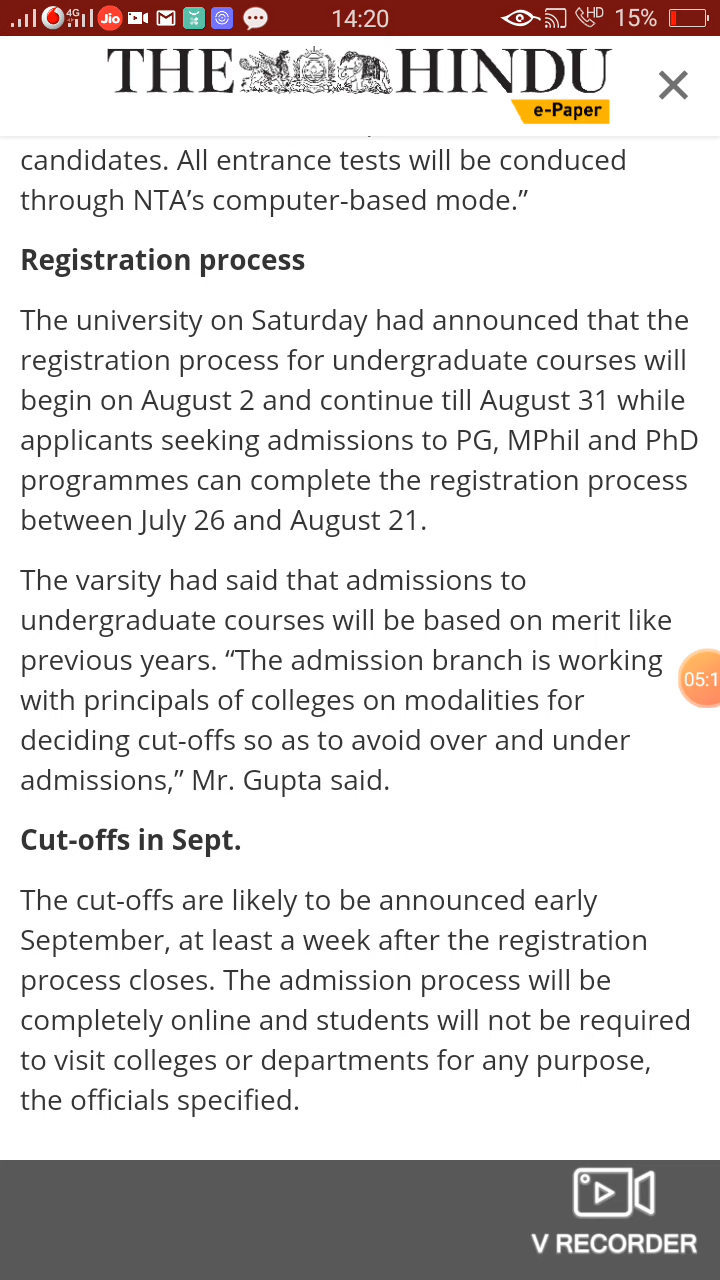 4G
Jio
14:20
HD
15%
THE HINDU
e-Paper
candidates. All entrance tests will be conduced
through NTA’s computer-based mode.”
Registration process
The university on Saturday had announced that the
registration process for undergraduate courses will
begin on August 2 and continue till August 31 while
applicants seeking admissions to PG, MPhil and PhD
programmes can complete the registration process
between July 26 and August 21.
The varsity had said that admissions to
undergraduate courses will be based on merit like
previous years. “The admission branch is working
05:1
with principals of colleges on modalities for
deciding cut-offs so as to avoid over and under
admissions,” Mr. Gupta said.
Cut-offs in Sept.
The cut-offs are likely to be announced early
September, at least a week after the registration
process closes. The admission process will be
completely online and students will not be required
to visit colleges or departments for any purpose,
the officials specified.
V RECORDER